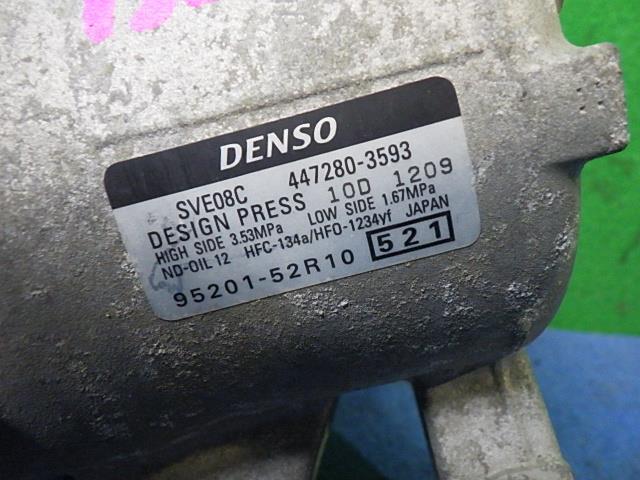 DENSO
SVE08C 447280-3593
DESIGN PRESS 10D 1209
HIGH SIDE 3.53MPa LOW SIDE 1.67MPa
ND-OIL 12 HFC-134a/HFO-1234yf JAPAN
95201-52R10 521